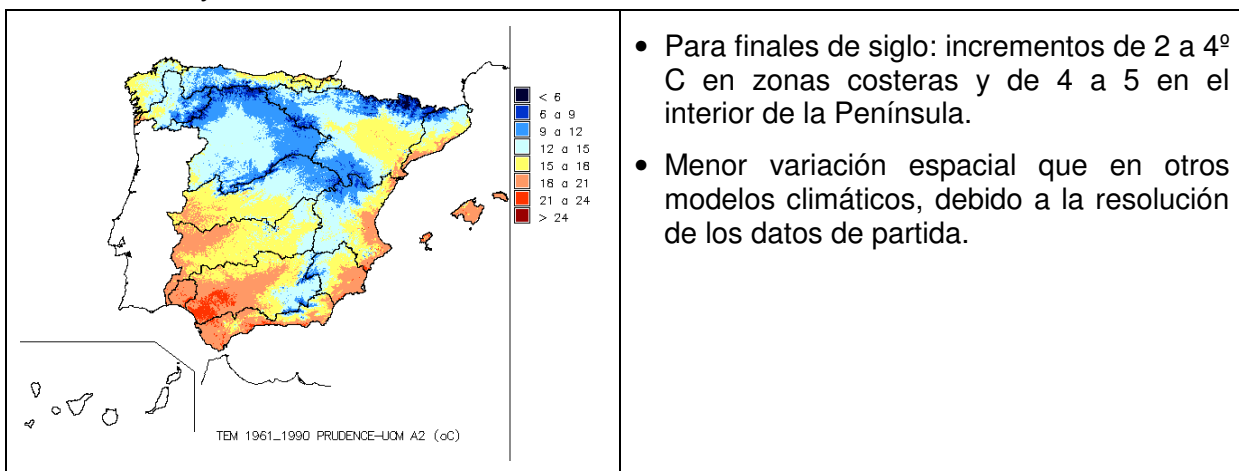 < 6
6 a 9
9 a 12
12 a 15
15 a 18
18 a 21
21 a 24
> 24
TEM 1961_1990 PRUDENCE-UCM A2 (oC)
• Para finales de siglo: incrementos de 2 a 4º
C en zonas costeras y de 4 a 5 en el
interior de la Península.
• Menor variación espacial que en otros
modelos climáticos, debido a la resolución
de los datos de partida.